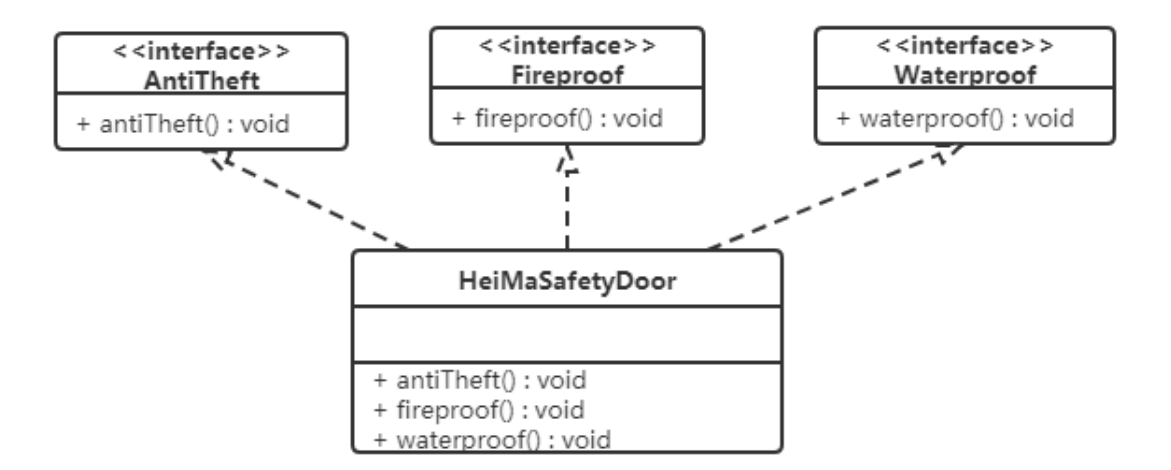 <<interface>>
AntiTheft
+ antiTheft() : void
<<interface>>
Fireproof
+ fireproof() : void
<<interface>>
Waterproof
+ waterproof() : void
HeiMaSafetyDoor
+ antiTheft() : void
+ fireproof() : void
+ waterproof() : void